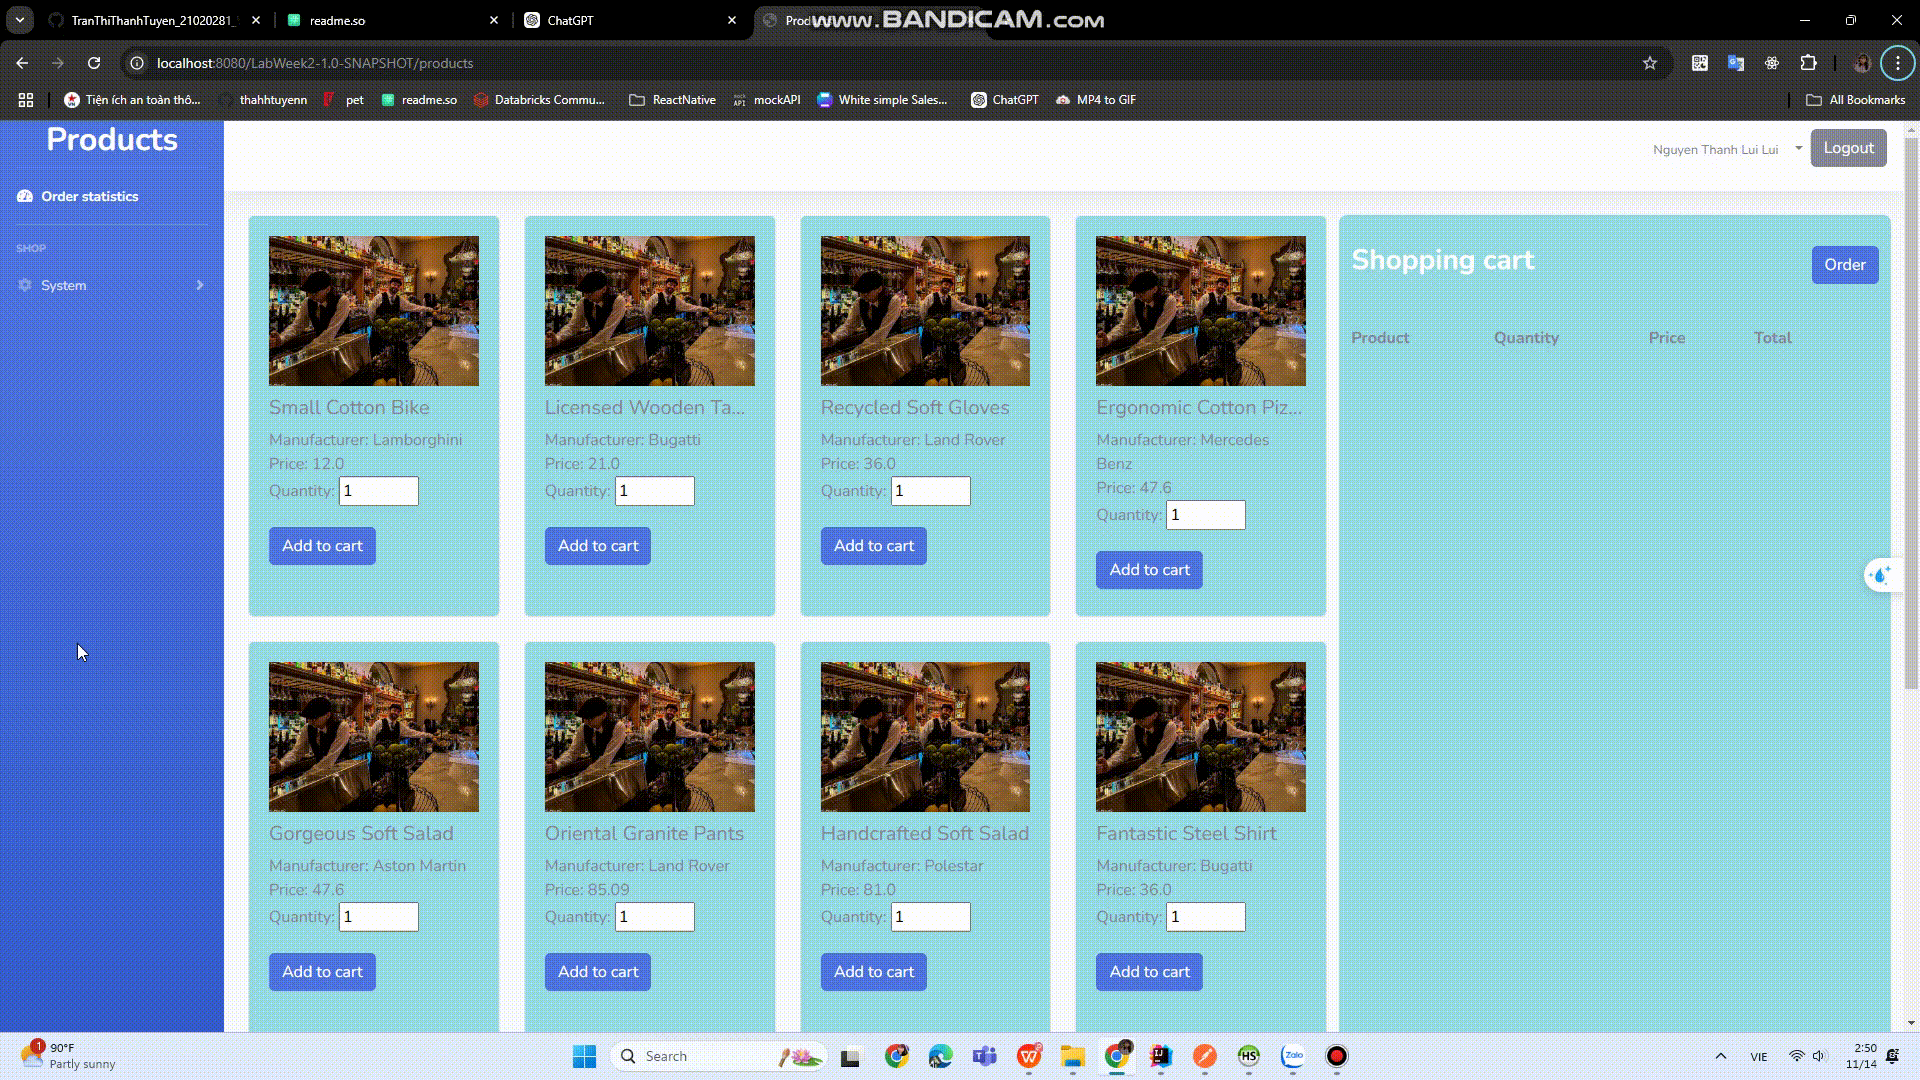 TranThiThanhTuyen_21020281_
readme.so
ChatGPT
Prod
www.BANDICAM.com
localhost:8080/LabWeek2-1.0-SNAPSHOT/products
Tiện ích an toàn thô...
thahhtuyenn
pet
readme.so
Databricks Commu...
ReactNative
mockAPI
White simple Sales...
ChatGPT
MP4 to GIF
All Bookmarks
Products
Nguyen Thanh Lui Lui
Logout
Order statistics
SHOP
System
Small Cotton Bike
Manufacturer: Lamborghini
Price: 12.0
Quantity: 1
Add to cart
Licensed Wooden Ta...
Manufacturer: Bugatti
Price: 21.0
Quantity: 1
Add to cart
Recycled Soft Gloves
Manufacturer: Land Rover
Price: 36.0
Quantity: 1
Add to cart
Ergonomic Cotton Piz...
Manufacturer: Mercedes
Benz
Price: 47.6
Quantity: 1
Add to cart
Shopping cart
Order
Product Quantity Price Total
Gorgeous Soft Salad
Manufacturer: Aston Martin
Price: 47.6
Quantity: 1
Add to cart
Oriental Granite Pants
Manufacturer: Land Rover
Price: 85.09
Quantity: 1
Add to cart
Handcrafted Soft Salad
Manufacturer: Polestar
Price: 81.0
Quantity: 1
Add to cart
Fantastic Steel Shirt
Manufacturer: Bugatti
Price: 36.0
Quantity: 1
Add to cart
1
90°F
Partly sunny
Search
HS
Zalo
VIE
2:50
11/14